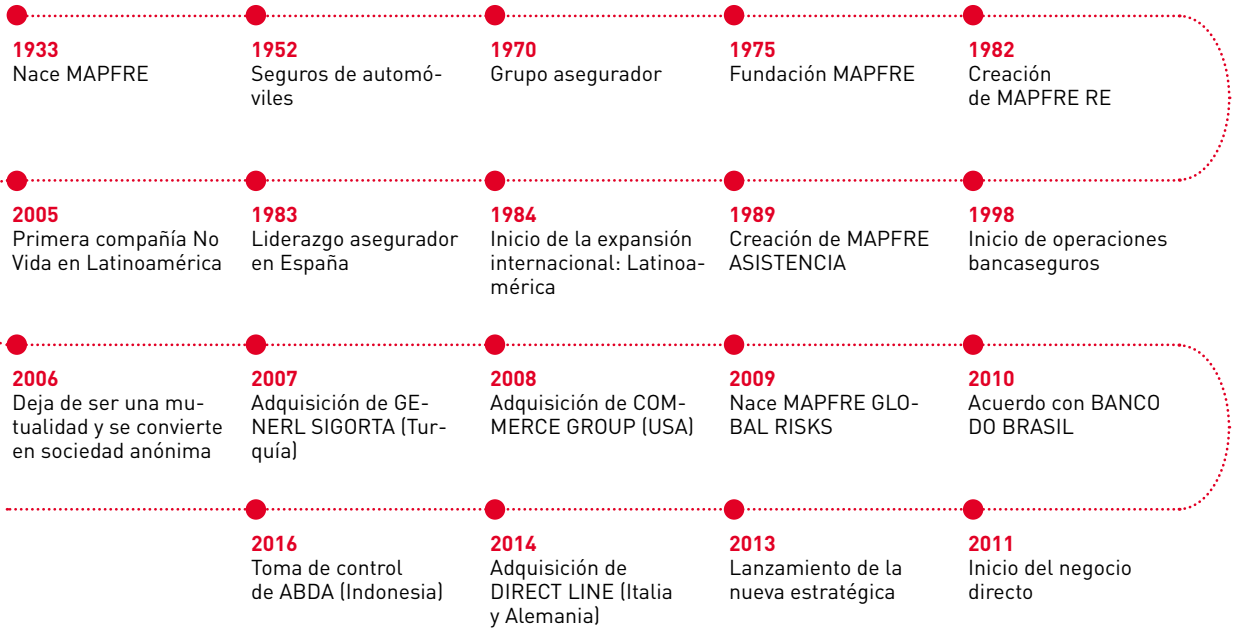 1933
Nace MAPFRE
1952
Seguros de automó-
viles
1970
Grupo asegurador
1975
Fundación MAPFRE
1982
Creación
de MAPFRE RE
2005
Primera compañía No
Vida en Latinoamérica
1983
Liderazgo asegurador
en España
1984
Inicio de la expansión
internacional: Latinoa-
mérica
1989
Creación de MAPFRE
ASISTENCIA
1998
Inicio de operaciones
bancaseguros
2006
Deja de ser una mu-
tualidad y se convierte
en sociedad anónima
2007
Adquisición de GE-
NERL SIGORTA (Tur-
quía)
2008
Adquisición de COM-
MERCE GROUP (USA)
2009
Nace MAPFRE GLO-
BAL RISKS
2010
Acuerdo con BANCO
DO BRASIL
2016
Toma de control
de ABDA (Indonesia)
2014
Adquisición de
DIRECT LINE (Italia
y Alemania)
2013
Lanzamiento de la
nueva estratégica
2011
Inicio del negocio
directo